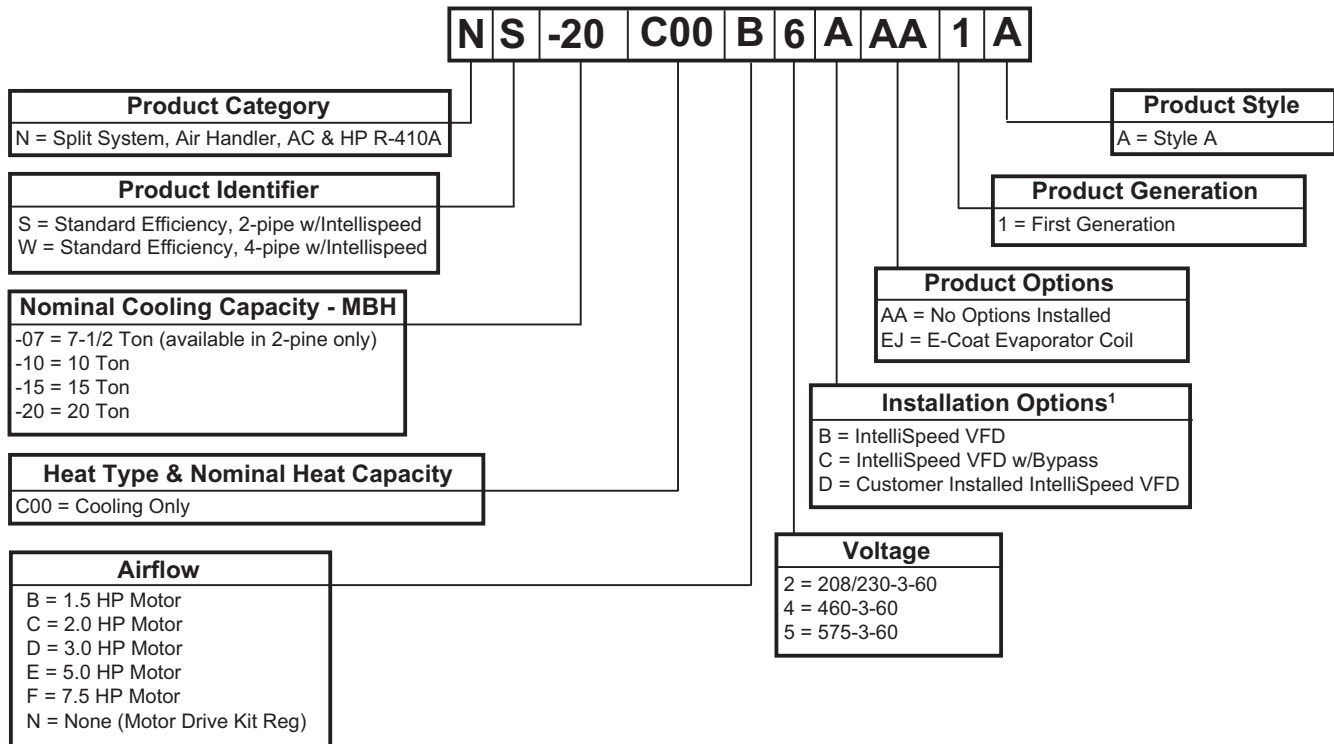 N S -20 C00 B 6 A AA 1 A
Product Category
N = Split System, Air Handler, AC & HP R-410A
Product Identifier
S = Standard Efficiency, 2-pipe w/Intellispeed
W = Standard Efficiency, 4-pipe w/Intellispeed
Nominal Cooling Capacity - MBH
-07 = 7-1/2 Ton (available in 2-pine only)
-10 = 10 Ton
-15 = 15 Ton
-20 = 20 Ton
Heat Type & Nominal Heat Capacity
C00 = Cooling Only
Airflow
B = 1.5 HP Motor
C = 2.0 HP Motor
D = 3.0 HP Motor
E = 5.0 HP Motor
F = 7.5 HP Motor
N = None (Motor Drive Kit Reg)
Product Style
A = Style A
Product Generation
1 = First Generation
Product Options
AA = No Options Installed
EJ = E-Coat Evaporator Coil
Installation Options¹
B = IntelliSpeed VFD
C = IntelliSpeed VFD w/Bypass
D = Customer Installed IntelliSpeed VFD
Voltage
2 = 208/230-3-60
4 = 460-3-60
5 = 575-3-60